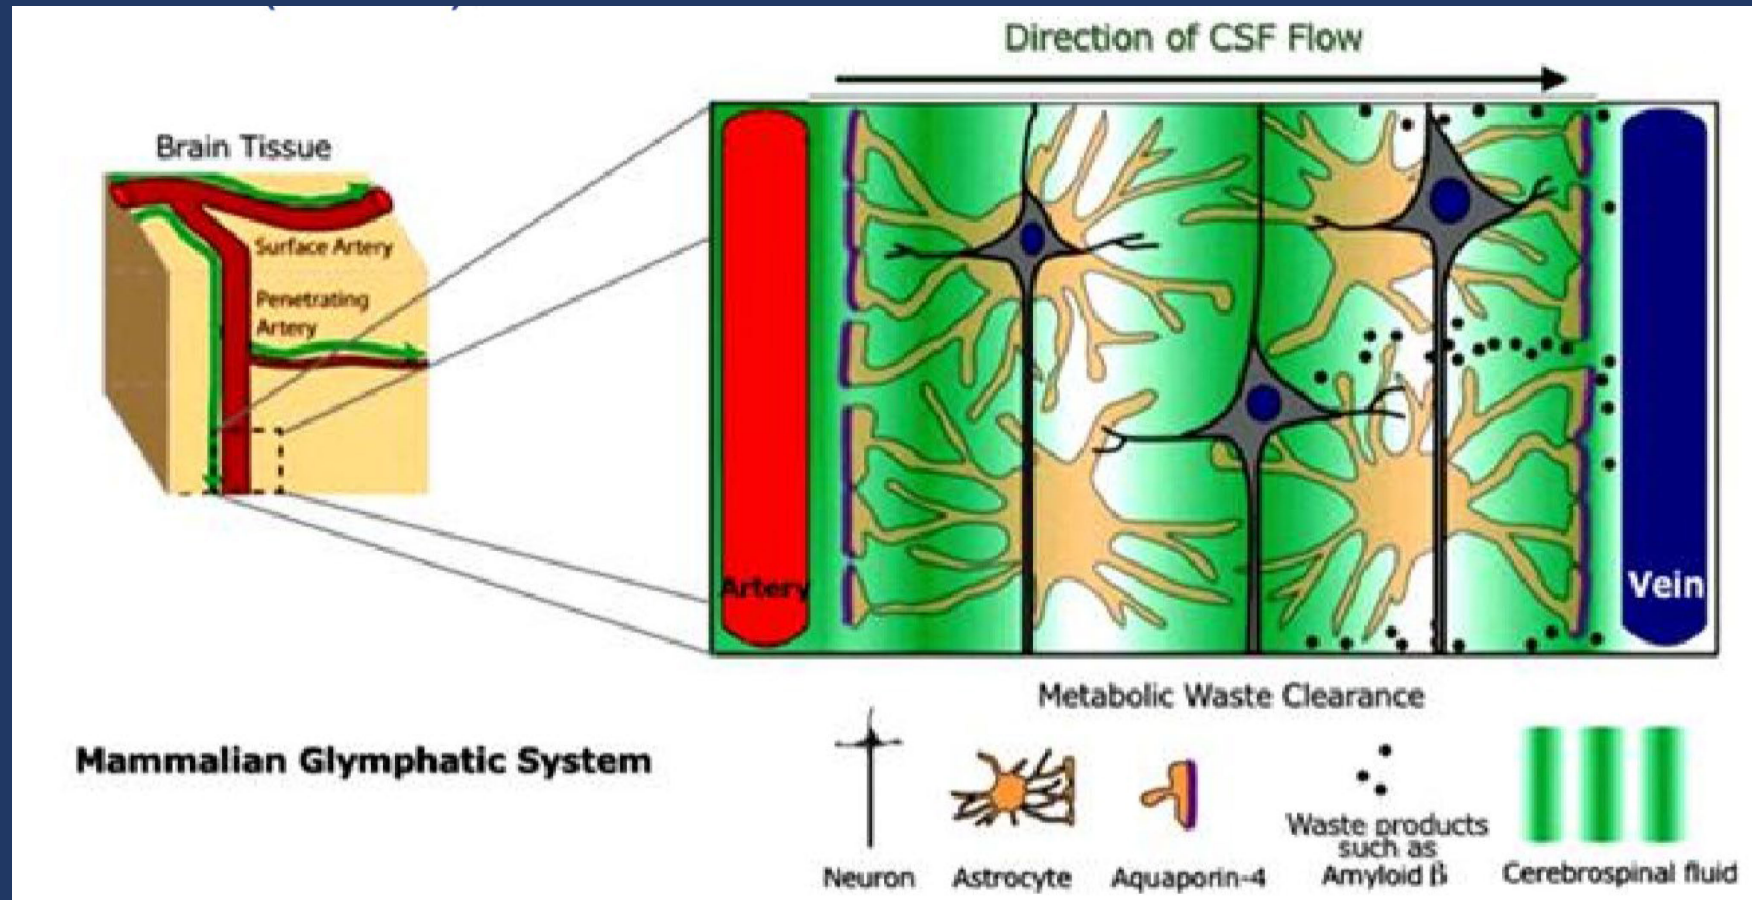 Direction of CSF Flow
Brain Tissue
Surface Artery
Penetrating
Artery
Artery
Vein
Metabolic Waste Clearance
Mammalian Glymphatic System
Waste products
such as
Neuron
Astrocyte
Aquaporin-4
Amyloid ß
Cerebrospinal fluid